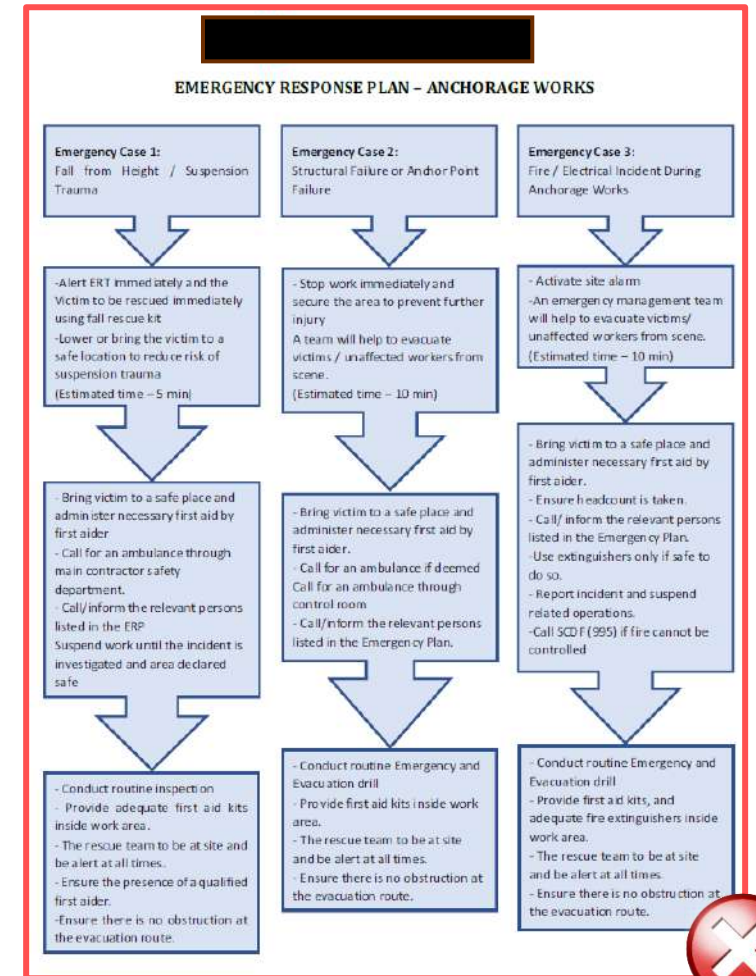 EMERGENCY RESPONSE PLAN – ANCHORAGE WORKS
Emergency Case 1:
Fall from Height / Suspension
Trauma
-Alert ERT immediately and the
Victim to be rescued immediately
using fall rescue kit
-Lower or bring the victim to a
safe location to reduce risk of
suspension trauma
(Estimated time – 5 min)
- Bring victim to a safe place and
administer necessary first aid by
first aider
- Call for an ambulance through
main contractor safety
department.
- Call/inform the relevant persons
listed in the ERP
Suspend work until the incident is
investigated and area declared
safe
- Conduct routine inspection
- Provide adequate first aid kits
inside work area.
- The rescue team to be at site and
be alert at all times.
- Ensure the presence of a qualified
first aider.
-Ensure there is no obstruction at
the evacuation route.
Emergency Case 2:
Structural Failure or Anchor Point
Failure
- Stop work immediately and
secure the area to prevent further
injury
A team will help to evacuate
victims / unaffected workers from
scene.
(Estimated time – 10 min)
- Bring victim to a safe place and
administer necessary first aid by
first aider.
- Call for an ambulance if deemed
Call for an ambulance through
control room
- Call/inform the relevant persons
listed in the Emergency Plan.
- Conduct routine Emergency and
Evacuation drill
- Provide first aid kits inside work
area.
- The rescue team to be at site
and be alert at all times.
- Ensure there is no obstruction at
the evacuation route.
Emergency Case 3:
Fire / Electrical Incident During
Anchorage Works
- Activate site alarm
-An emergency management team
will help to evacuate victims/
unaffected workers from scene.
(Estimated time – 10 min)
- Bring victim to a safe place and
administer necessary first aid by
first aider.
- Ensure headcount is taken.
- Call/ inform the relevant persons
listed in the Emergency Plan.
-Use extinguishers only if safe to
do so.
- Report incident and suspend
related operations.
-Call SCDF (995) if fire cannot be
controlled
- Conduct routine Emergency and
Evacuation drill
- Provide first aid kits, and
adequate fire extinguishers inside
work area.
- The rescue team to be at site
and be alert at all times.
- Ensure there is no obstruction at
the evacuation route.